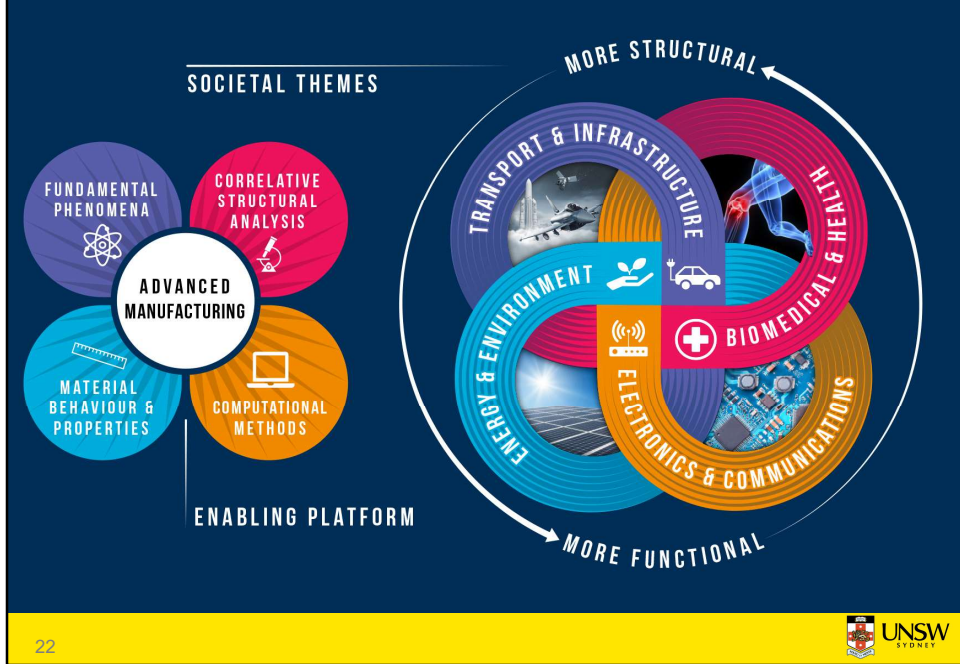 SOCIETAL THEMES
FUNDAMENTAL
PHENOMENA
CORRELATIVE
STRUCTURAL
ANALYSIS
ADVANCED
MANUFACTURING
MATERIAL
BEHAVIOUR &
PROPERTIES
COMPUTATIONAL
METHODS
ENABLING PLATFORM
MORE STRUCTURAL
TRANSPORT & INFRASTRUCTURE
BIOMEDICAL & HEALTH
ENERGY & ENVIRONMENT
ELECTRONICS & COMMUNICATIONS
MORE FUNCTIONAL
22
UNSW
SYDNEY